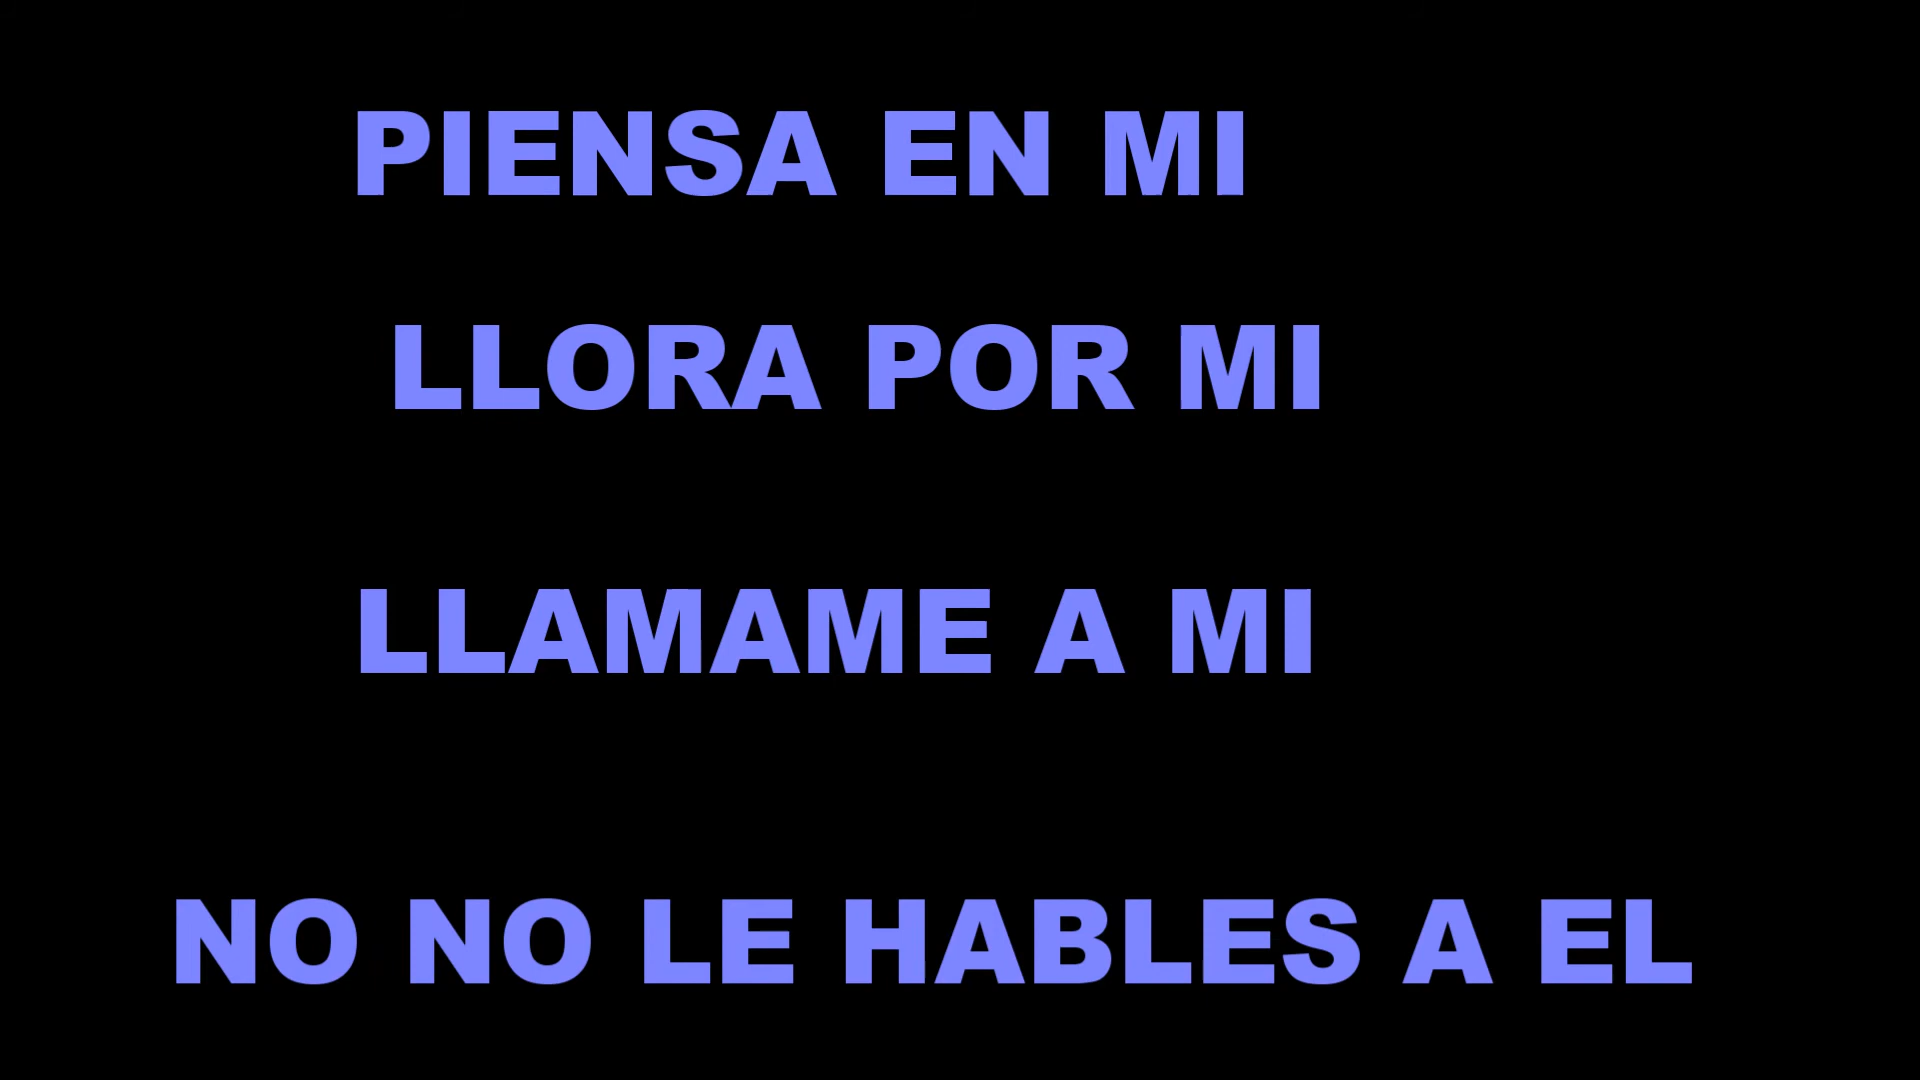 PIENSA EN MI
LLORA POR MI
LLAMAME A MI
NO NO LE HABLES A EL